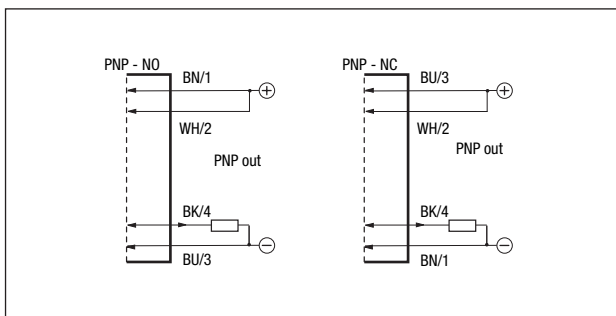 PNP - NO
BN/1
+
WH/2
PNP out
BK/4
BU/3
−
PNP - NC
BU/3
+
WH/2
PNP out
BK/4
BN/1
−